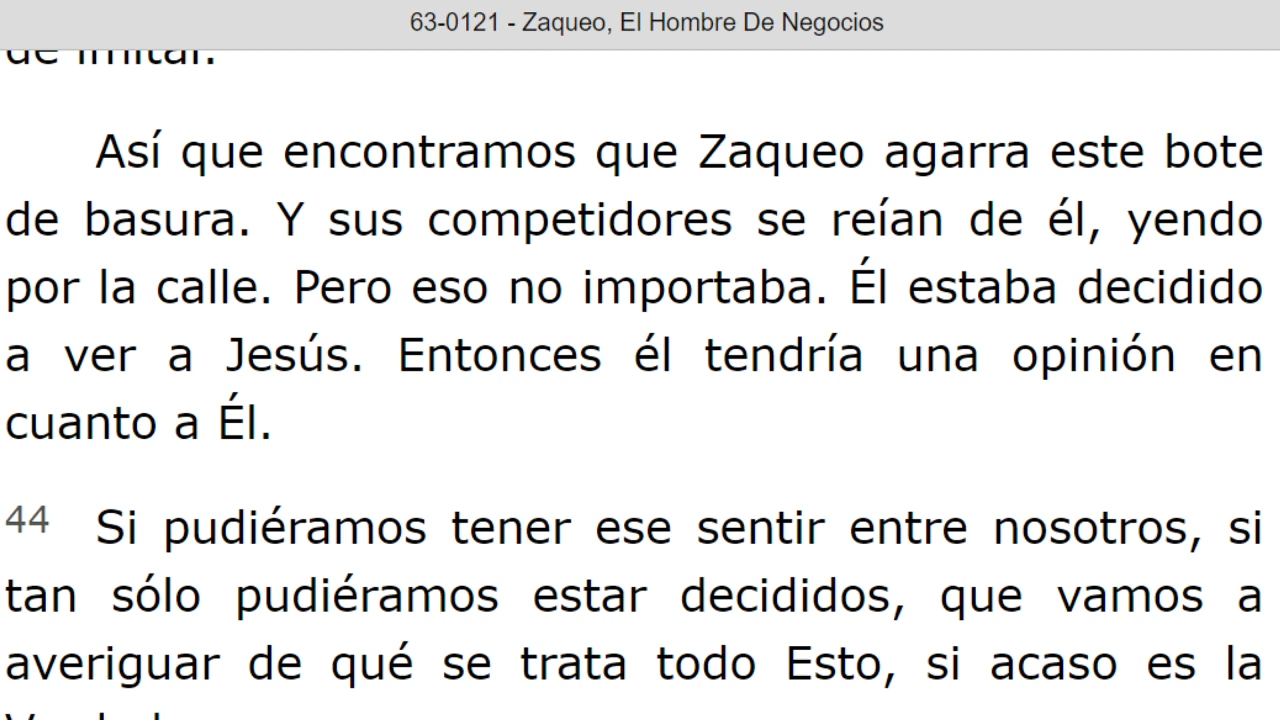 63-0121 - Zaqueo, El Hombre De Negocios
de imitar.
Así que encontramos que Zaqueo agarra este bote
de basura. Y sus competidores se reían de él, yendo
por la calle. Pero eso no importaba. Él estaba decidido
a ver a Jesús. Entonces él tendría una opinión en
cuanto a Él.
44 Si pudiéramos tener ese sentir entre nosotros, si
tan sólo pudiéramos estar decididos, que vamos a
averiguar de qué se trata todo Esto, si acaso es la